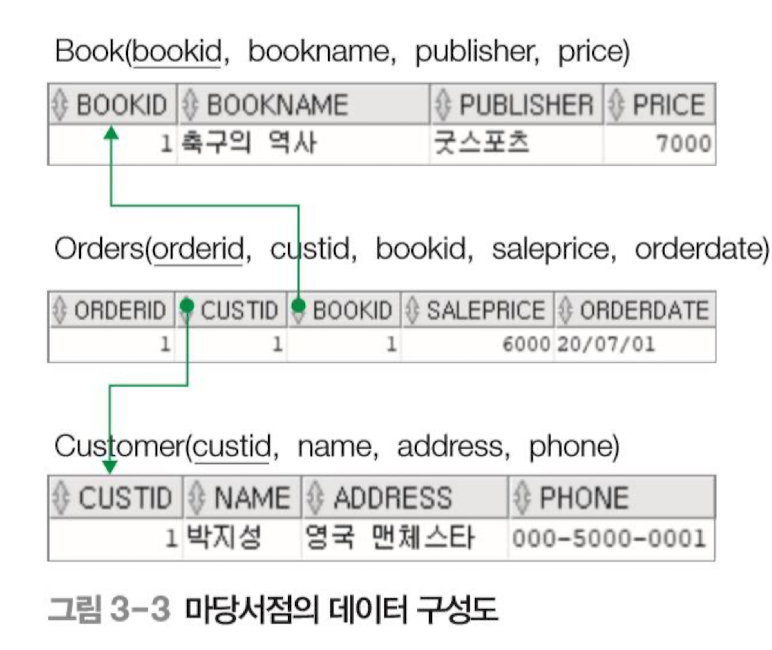 Book(bookid, bookname, publisher, price)
BOOKID BOOKNAME PUBLISHER PRICE
1 축구의 역사 굿스포츠 7000
Orders(orderid, custid, bookid, saleprice, orderdate)
ORDERID CUSTID BOOKID SALEPRICE ORDERDATE
1 1 1 6000 20/07/01
Customer(custid, name, address, phone)
CUSTID NAME ADDRESS PHONE
1 박지성 영국 맨체스타 000-5000-0001
그림 3-3 마당서점의 데이터 구성도